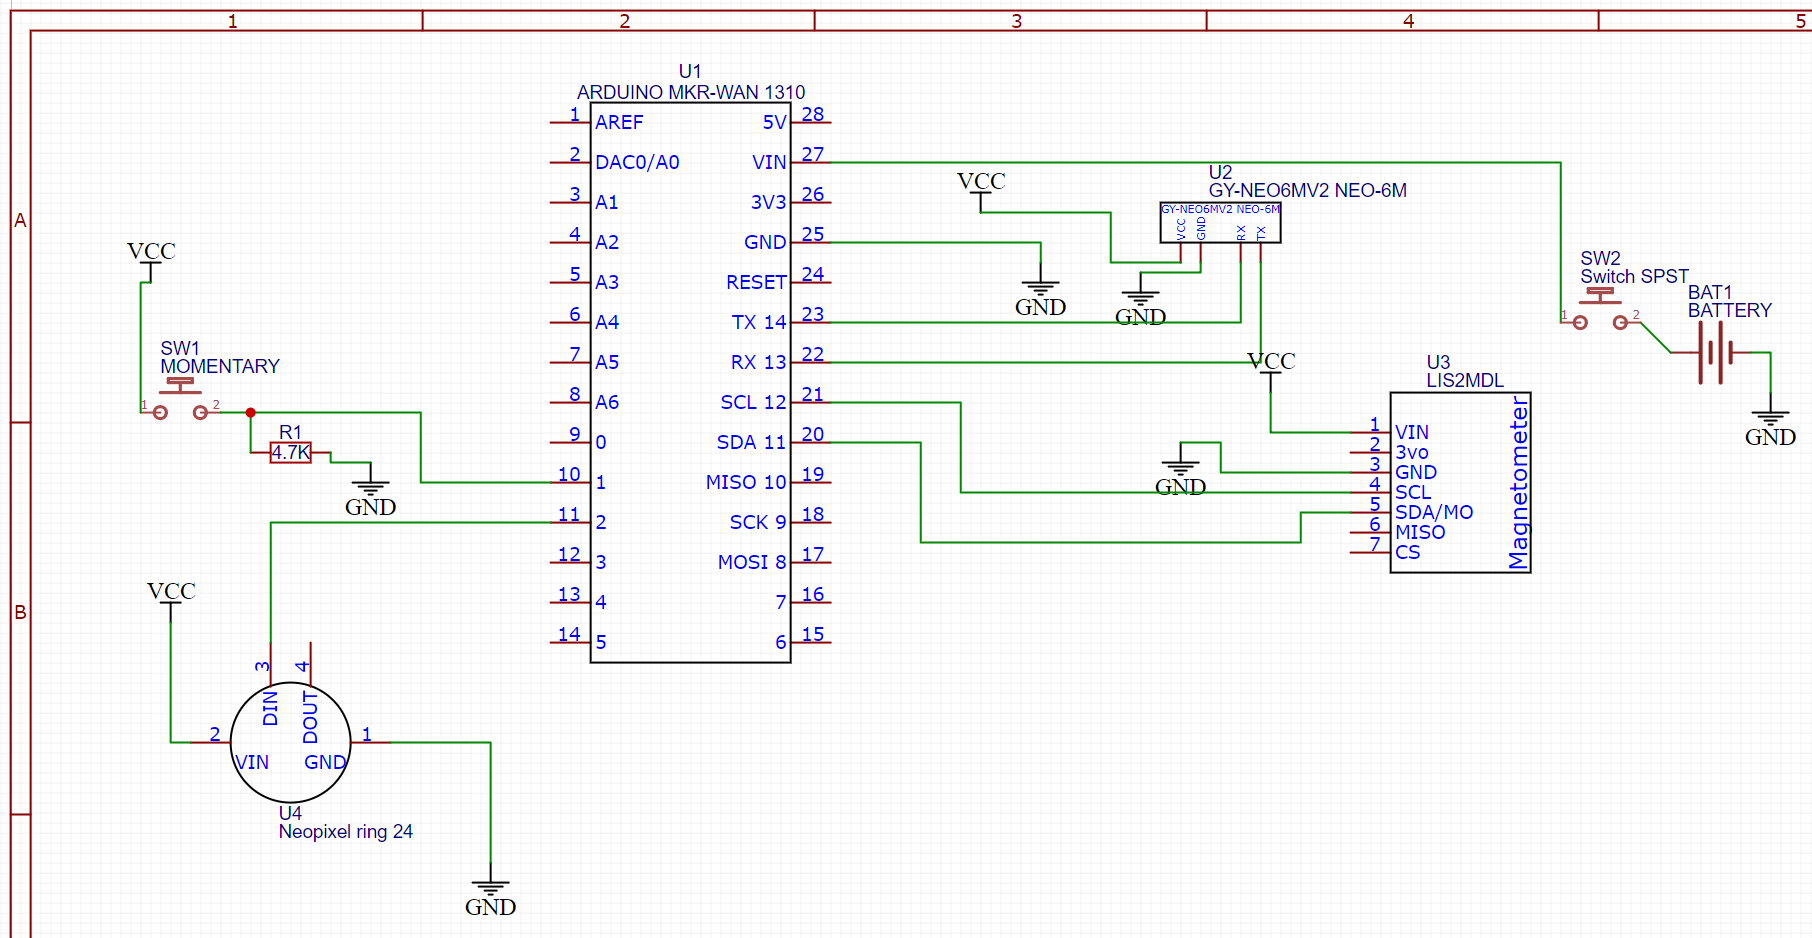 1 2 3 4 5
A
B
U1
ARDUINO MKR-WAN 1310
1 AREF 5V 28
2 DAC0/A0 VIN 27
3 A1 3V3 26
4 A2 GND 25
5 A3 RESET 24
6 A4 TX 14 23
7 A5 RX 13 22
8 A6 SCL 12 21
9 0 SDA 11 20
10 1 MISO 10 19
11 2 SCK 9 18
12 3 MOSI 8 17
13 4 7 16
14 5 6 15
VCC
SW1
MOMENTARY
1 2
R1
4.7K
GND
VCC
3 4
DIN DOUT
2 1
VIN GND
U4
Neopixel ring 24
GND
VCC
GND
U2
GY-NEO6MV2 NEO-6M
GY-NEO6MV2 NEO-6M
VCC GND RX TX
GND
VCC
GND
U3
LIS2MDL
1 VIN
2 3vo
3 GND
4 SCL
5 SDA/MO
6 MISO
7 CS
Magnetometer
SW2
Switch SPST
1 2
BAT1
BATTERY
GND